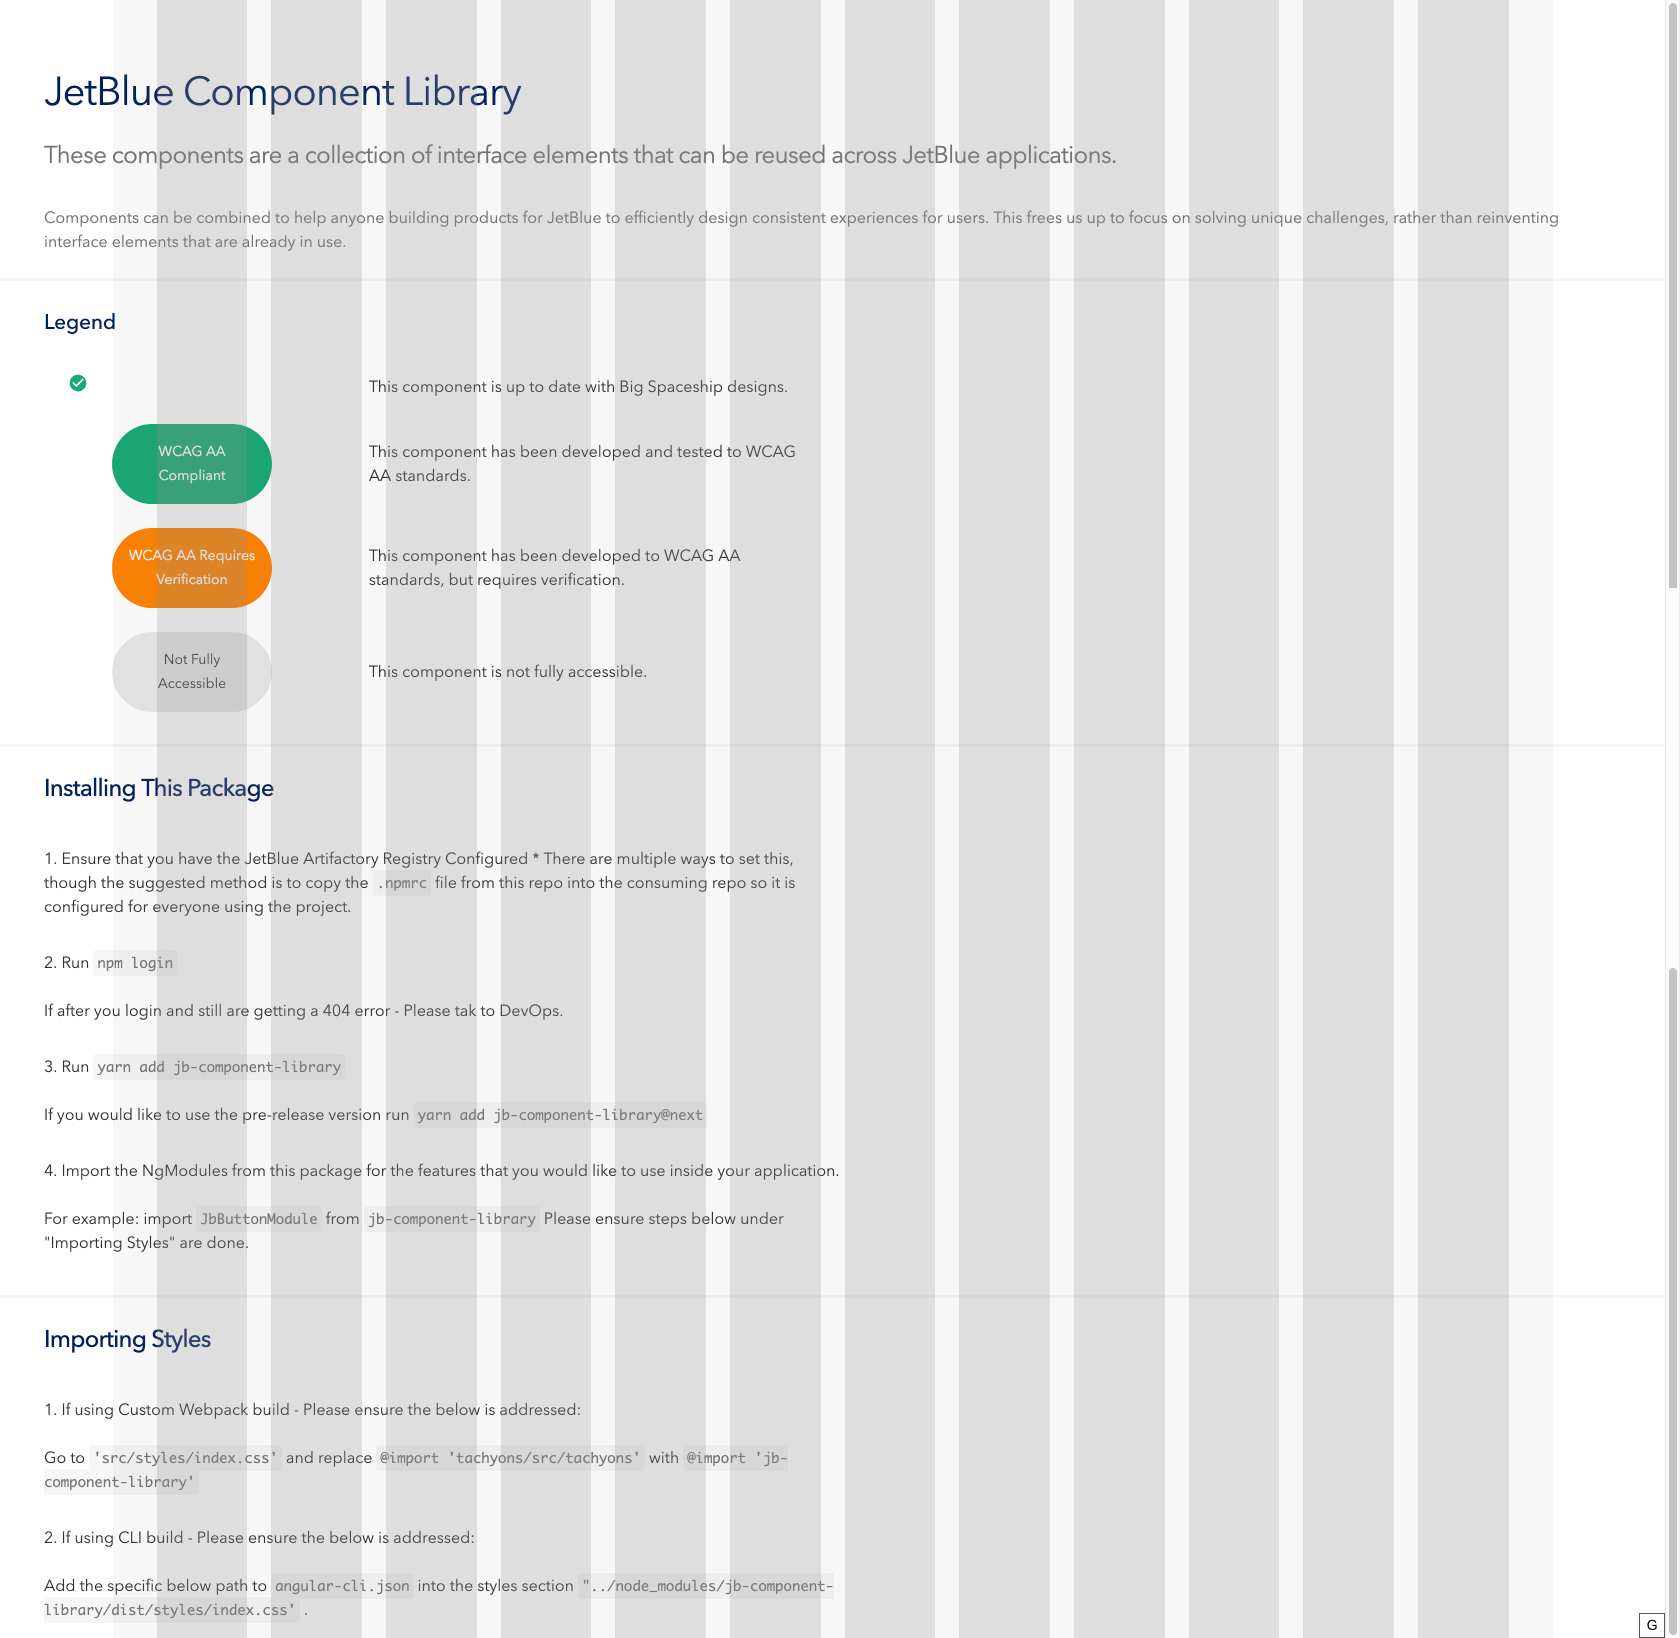 JetBlue Component Library
These components are a collection of interface elements that can be reused across JetBlue applications.
Components can be combined to help anyone building products for JetBlue to efficiently design consistent experiences for users. This frees us up to focus on solving unique challenges, rather than reinventing
interface elements that are already in use.
Legend
This component is up to date with Big Spaceship designs.
WCAG AA
Compliant
This component has been developed and tested to WCAG
AA standards.
WCAG AA Requires
Verification
This component has been developed to WCAG AA
standards, but requires verification.
Not Fully
Accessible
This component is not fully accessible.
Installing This Package
1. Ensure that you have the JetBlue Artifactory Registry Configured * There are multiple ways to set this,
though the suggested method is to copy the .npmrc file from this repo into the consuming repo so it is
configured for everyone using the project.
2. Run npm login
If after you login and still are getting a 404 error - Please tak to DevOps.
3. Run yarn add jb-component-library
If you would like to use the pre-release version run yarn add jb-component-library@next
4. Import the NgModules from this package for the features that you would like to use inside your application.
For example: import JbButtonModule from jb-component-library Please ensure steps below under
"Importing Styles" are done.
Importing Styles
1. If using Custom Webpack build - Please ensure the below is addressed:
Go to 'src/styles/index.css' and replace @import 'tachyons/src/tachyons' with @import 'jb-
component-library'
2. If using CLI build - Please ensure the below is addressed:
Add the specific below path to angular-cli.json into the styles section "../node_modules/jb-component-
library/dist/styles/index.css' .
G